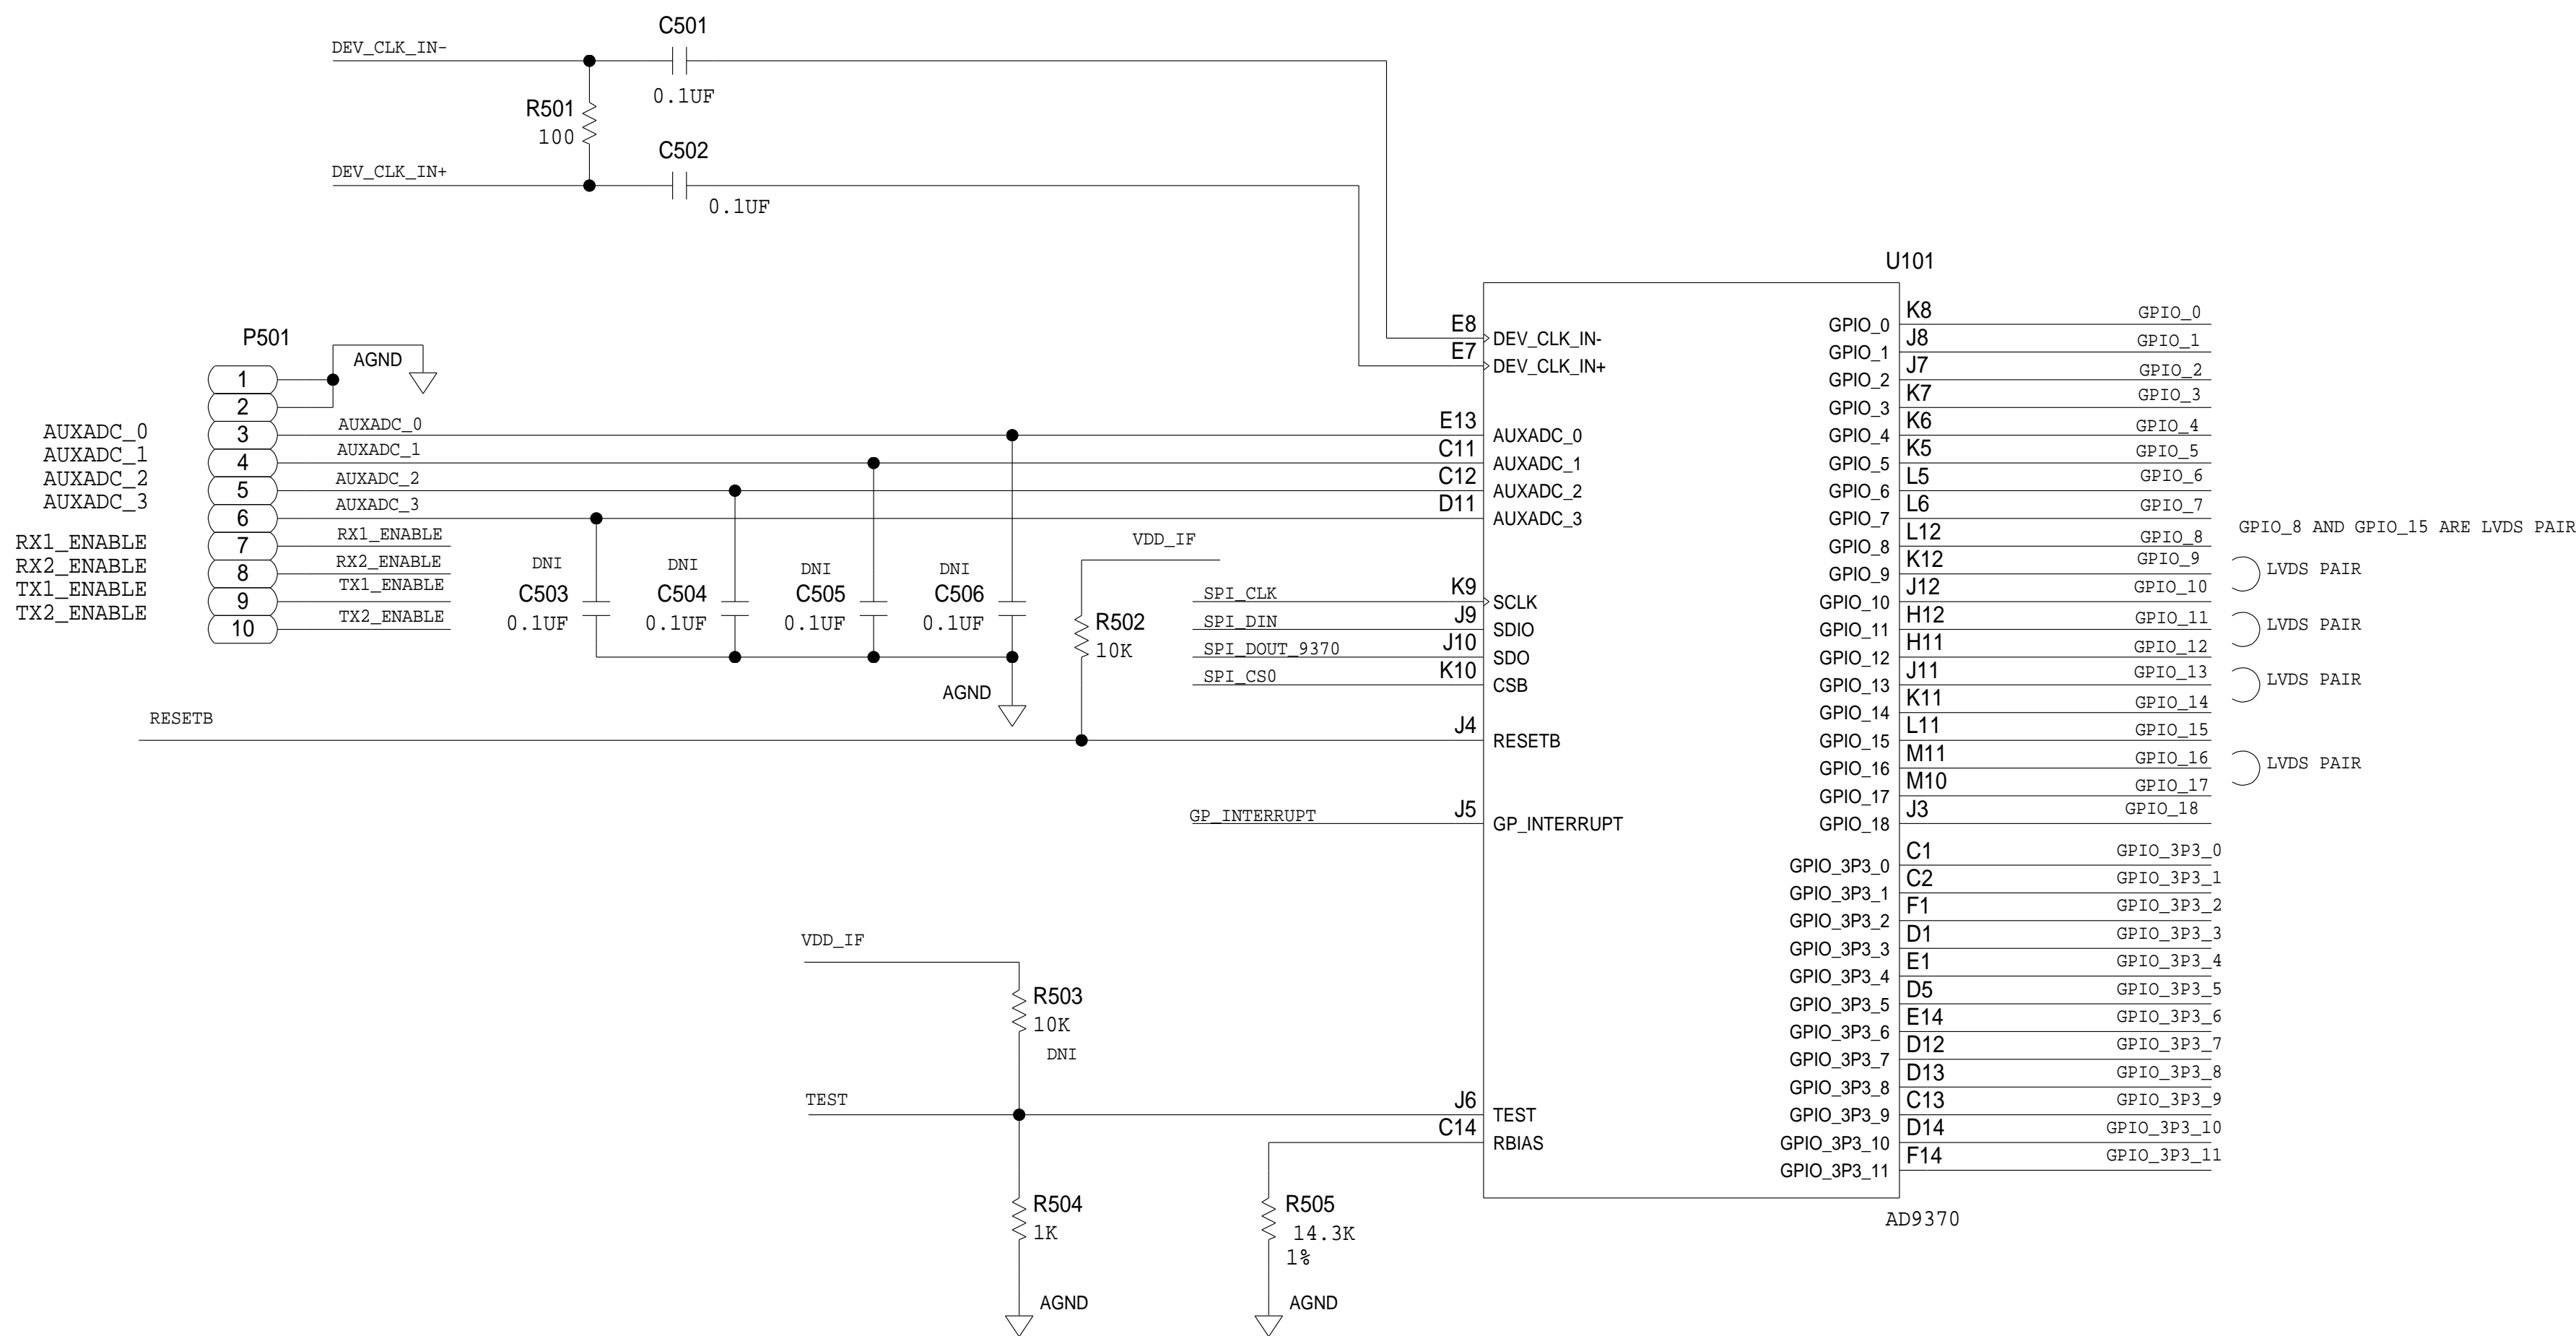 C501
DEV_CLK_IN-
0.1UF
R501
100
C502
DEV_CLK_IN+
0.1UF
U101
P501
AGND
1
2
3
4
5
6
7
8
9
10
AUXADC_0
AUXADC_1
AUXADC_2
AUXADC_3
RX1_ENABLE
RX2_ENABLE
TX1_ENABLE
TX2_ENABLE
AUXADC_0
AUXADC_1
AUXADC_2
AUXADC_3
RX1_ENABLE
RX2_ENABLE
TX1_ENABLE
TX2_ENABLE
DNI
C503
0.1UF
DNI
C504
0.1UF
DNI
C505
0.1UF
DNI
C506
0.1UF
AGND
VDD_IF
R502
10K
SPI_CLK
SPI_DIN
SPI_DOUT_9370
SPI_CS0
RESETB
GP_INTERRUPT
VDD_IF
R503
10K
DNI
TEST
R504
1K
AGND
R505
14.3K
1%
AGND
E8 DEV_CLK_IN-
E7 DEV_CLK_IN+
E13 AUXADC_0
C11 AUXADC_1
C12 AUXADC_2
D11 AUXADC_3
K9 SCLK
J9 SDIO
J10 SDO
K10 CSB
J4 RESETB
J5 GP_INTERRUPT
J6 TEST
C14 RBIAS
GPIO_0 K8 GPIO_0
GPIO_1 J8 GPIO_1
GPIO_2 J7 GPIO_2
GPIO_3 K7 GPIO_3
GPIO_4 K6 GPIO_4
GPIO_5 K5 GPIO_5
GPIO_6 L5 GPIO_6
GPIO_7 L6 GPIO_7
GPIO_8 L12 GPIO_8
GPIO_9 K12 GPIO_9
GPIO_10 J12 GPIO_10
GPIO_11 H12 GPIO_11
GPIO_12 H11 GPIO_12
GPIO_13 J11 GPIO_13
GPIO_14 K11 GPIO_14
GPIO_15 L11 GPIO_15
GPIO_16 M11 GPIO_16
GPIO_17 M10 GPIO_17
GPIO_18 J3 GPIO_18
GPIO_3P3_0 C1 GPIO_3P3_0
GPIO_3P3_1 C2 GPIO_3P3_1
GPIO_3P3_2 F1 GPIO_3P3_2
GPIO_3P3_3 D1 GPIO_3P3_3
GPIO_3P3_4 E1 GPIO_3P3_4
GPIO_3P3_5 D5 GPIO_3P3_5
GPIO_3P3_6 E14 GPIO_3P3_6
GPIO_3P3_7 D12 GPIO_3P3_7
GPIO_3P3_8 D13 GPIO_3P3_8
GPIO_3P3_9 C13 GPIO_3P3_9
GPIO_3P3_10 D14 GPIO_3P3_10
GPIO_3P3_11 F14 GPIO_3P3_11
GPIO_8 AND GPIO_15 ARE LVDS PAIR
LVDS PAIR
LVDS PAIR
LVDS PAIR
LVDS PAIR
AD9370